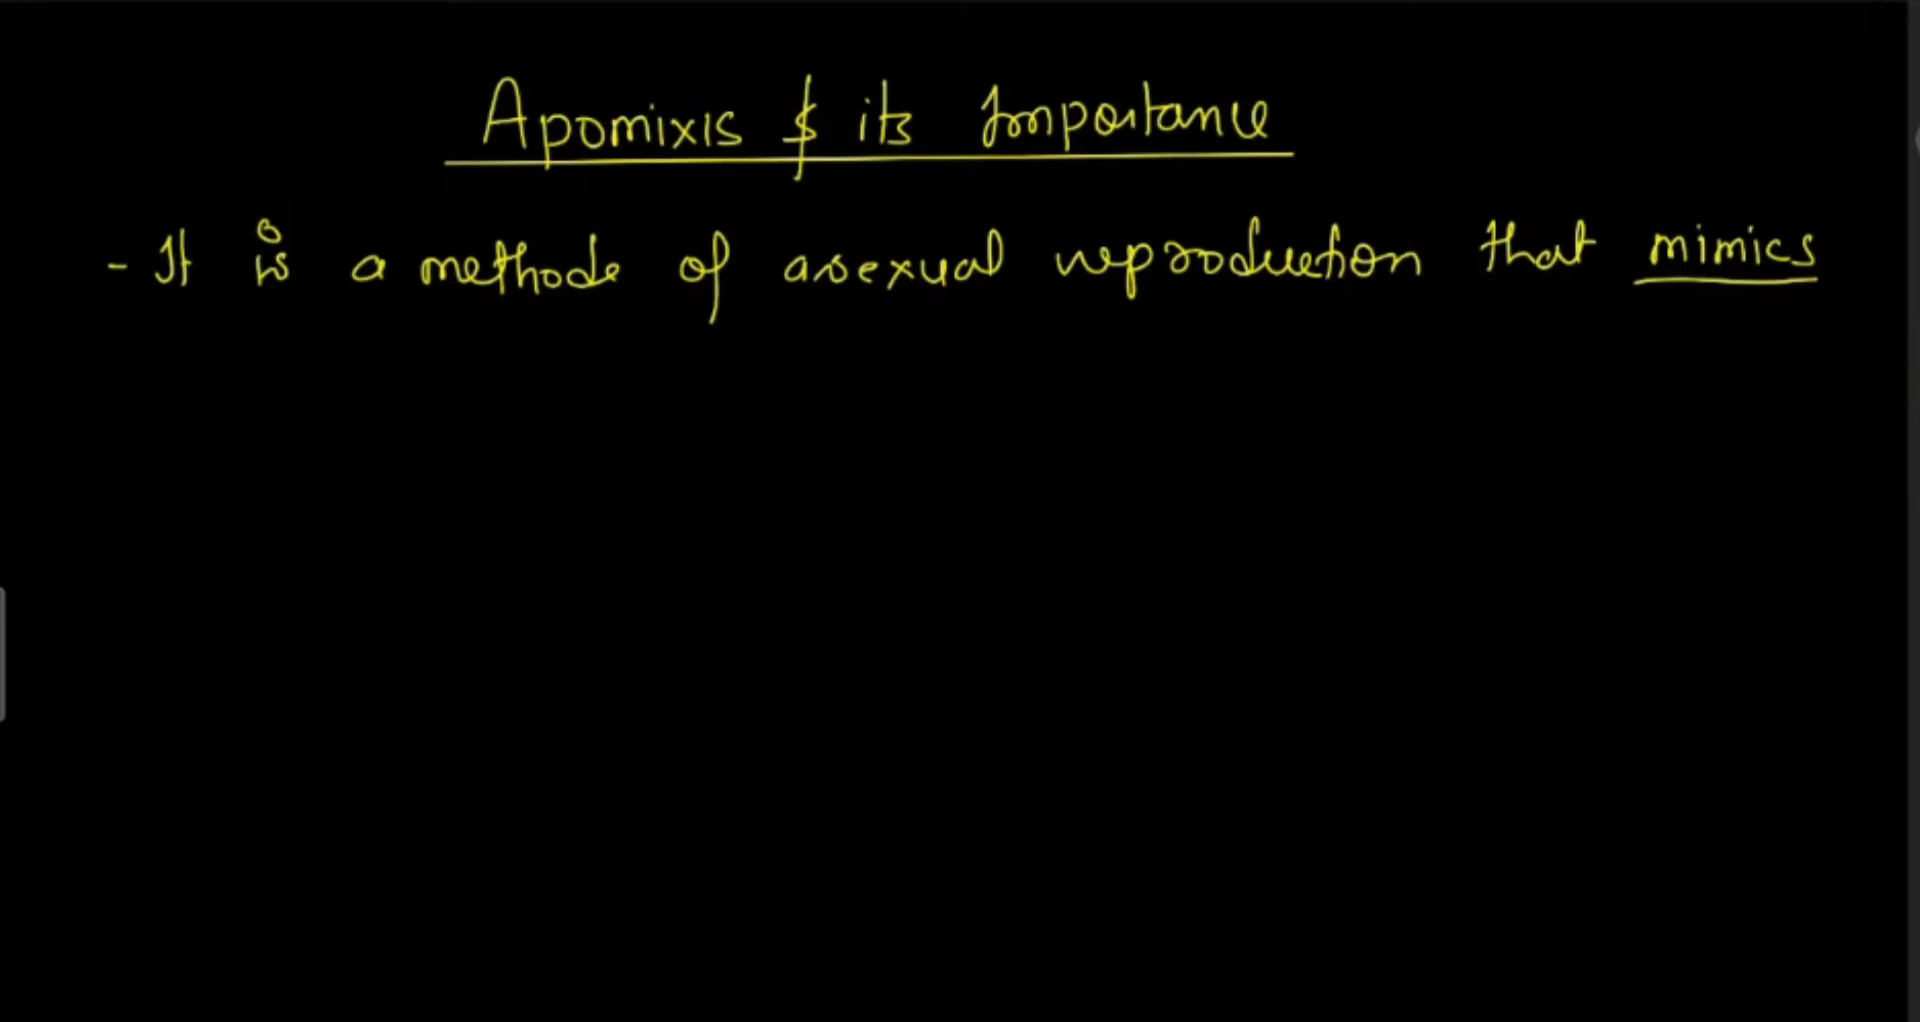 Apomixis & its Importance
- It is a methode of asexual reproduction that mimics